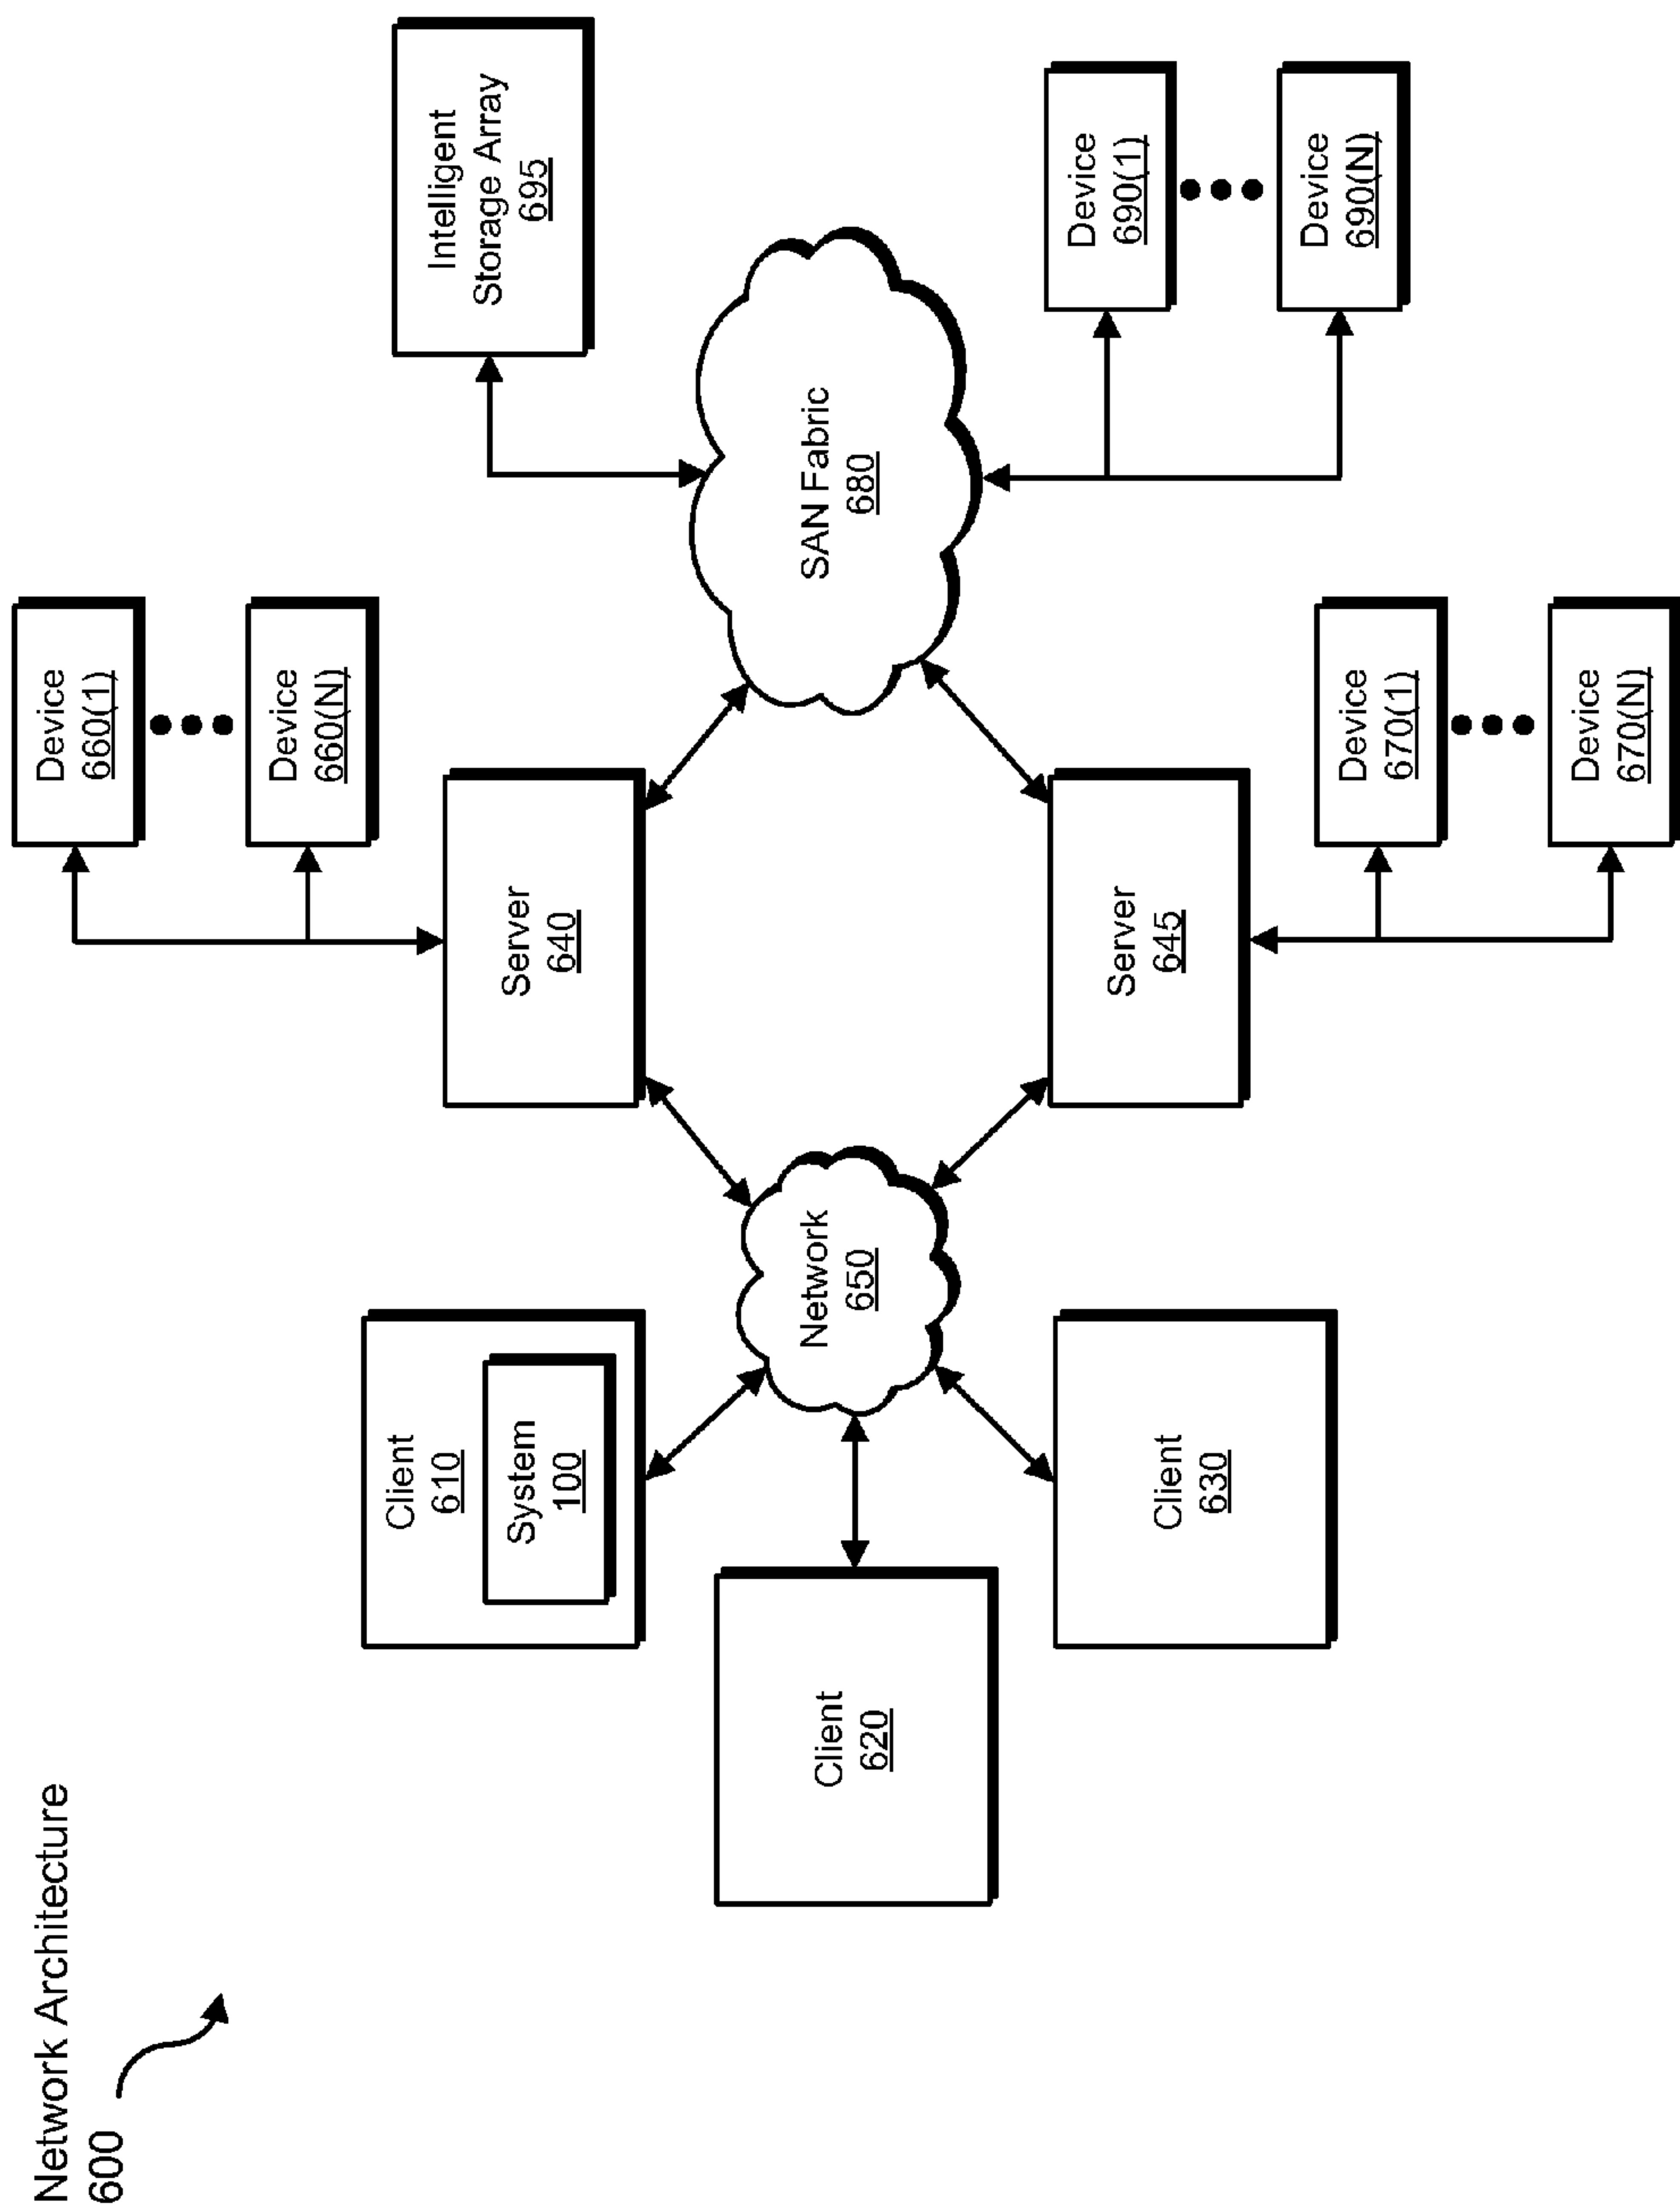 Network Architecture
600
Client
610
System
100
Client
620
Client
630
Network
650
Server
640
Server
645
Device
660(1)
Device
660(N)
Device
670(1)
Device
670(N)
SAN Fabric
680
Intelligent
Storage Array
695
Device
690(1)
Device
690(N)